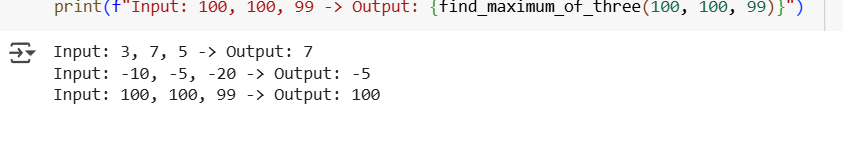 print(f"Input: 100, 100, 99 -> Output: {find_maximum_of_three(100, 100, 99)}")
Input: 3, 7, 5 -> Output: 7
Input: -10, -5, -20 -> Output: -5
Input: 100, 100, 99 -> Output: 100